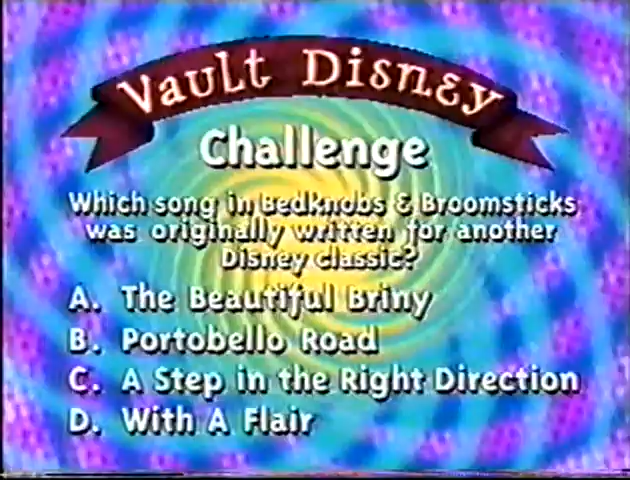 Vault Disney
Challenge
Which song in Bedknobs & Broomsticks
was originally written for another
Disney classic?
A. The Beautiful Briny
B. Portobello Road
C. A Step in the Right Direction
D. With A Flair